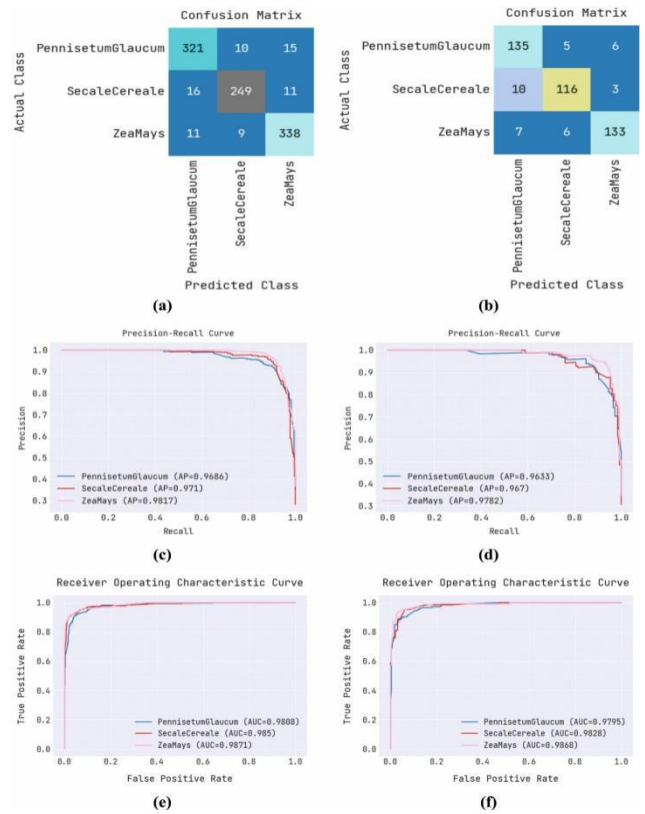 Confusion Matrix
Actual Class
PennisetumGlaucum 321 10 15
SecaleCereale 16 249 11
ZeaMays 11 9 338
PennisetumGlaucum SecaleCereale ZeaMays
Predicted Class
(a)
Confusion Matrix
Actual Class
PennisetumGlaucum 135 5 6
SecaleCereale 10 116 3
ZeaMays 7 6 133
PennisetumGlaucum SecaleCereale ZeaMays
Predicted Class
(b)
Precision-Recall Curve
Precision
1.0
0.9
0.8
0.7
0.6
0.5
0.4
0.3
PennisetumGlaucum (AP=0.9686)
SecaleCereale (AP=0.971)
ZeaMays (AP=0.9817)
0.0 0.2 0.4 0.6 0.8 1.0
Recall
(c)
Precision-Recall Curve
Precision
1.0
0.9
0.8
0.7
0.6
0.5
0.4
0.3
PennisetumGlaucum (AP=0.9633)
SecaleCereale (AP=0.967)
ZeaMays (AP=0.9782)
0.0 0.2 0.4 0.6 0.8 1.0
Recall
(d)
Receiver Operating Characteristic Curve
True Positive Rate
1.0
0.8
0.6
0.4
0.2
0.0
PennisetumGlaucum (AUC=0.9808)
SecaleCereale (AUC=0.985)
ZeaMays (AUC=0.9871)
0.0 0.2 0.4 0.6 0.8 1.0
False Positive Rate
(e)
Receiver Operating Characteristic Curve
True Positive Rate
1.0
0.8
0.6
0.4
0.2
0.0
PennisetumGlaucum (AUC=0.9795)
SecaleCereale (AUC=0.9828)
ZeaMays (AUC=0.9868)
0.0 0.2 0.4 0.6 0.8 1.0
False Positive Rate
(f)